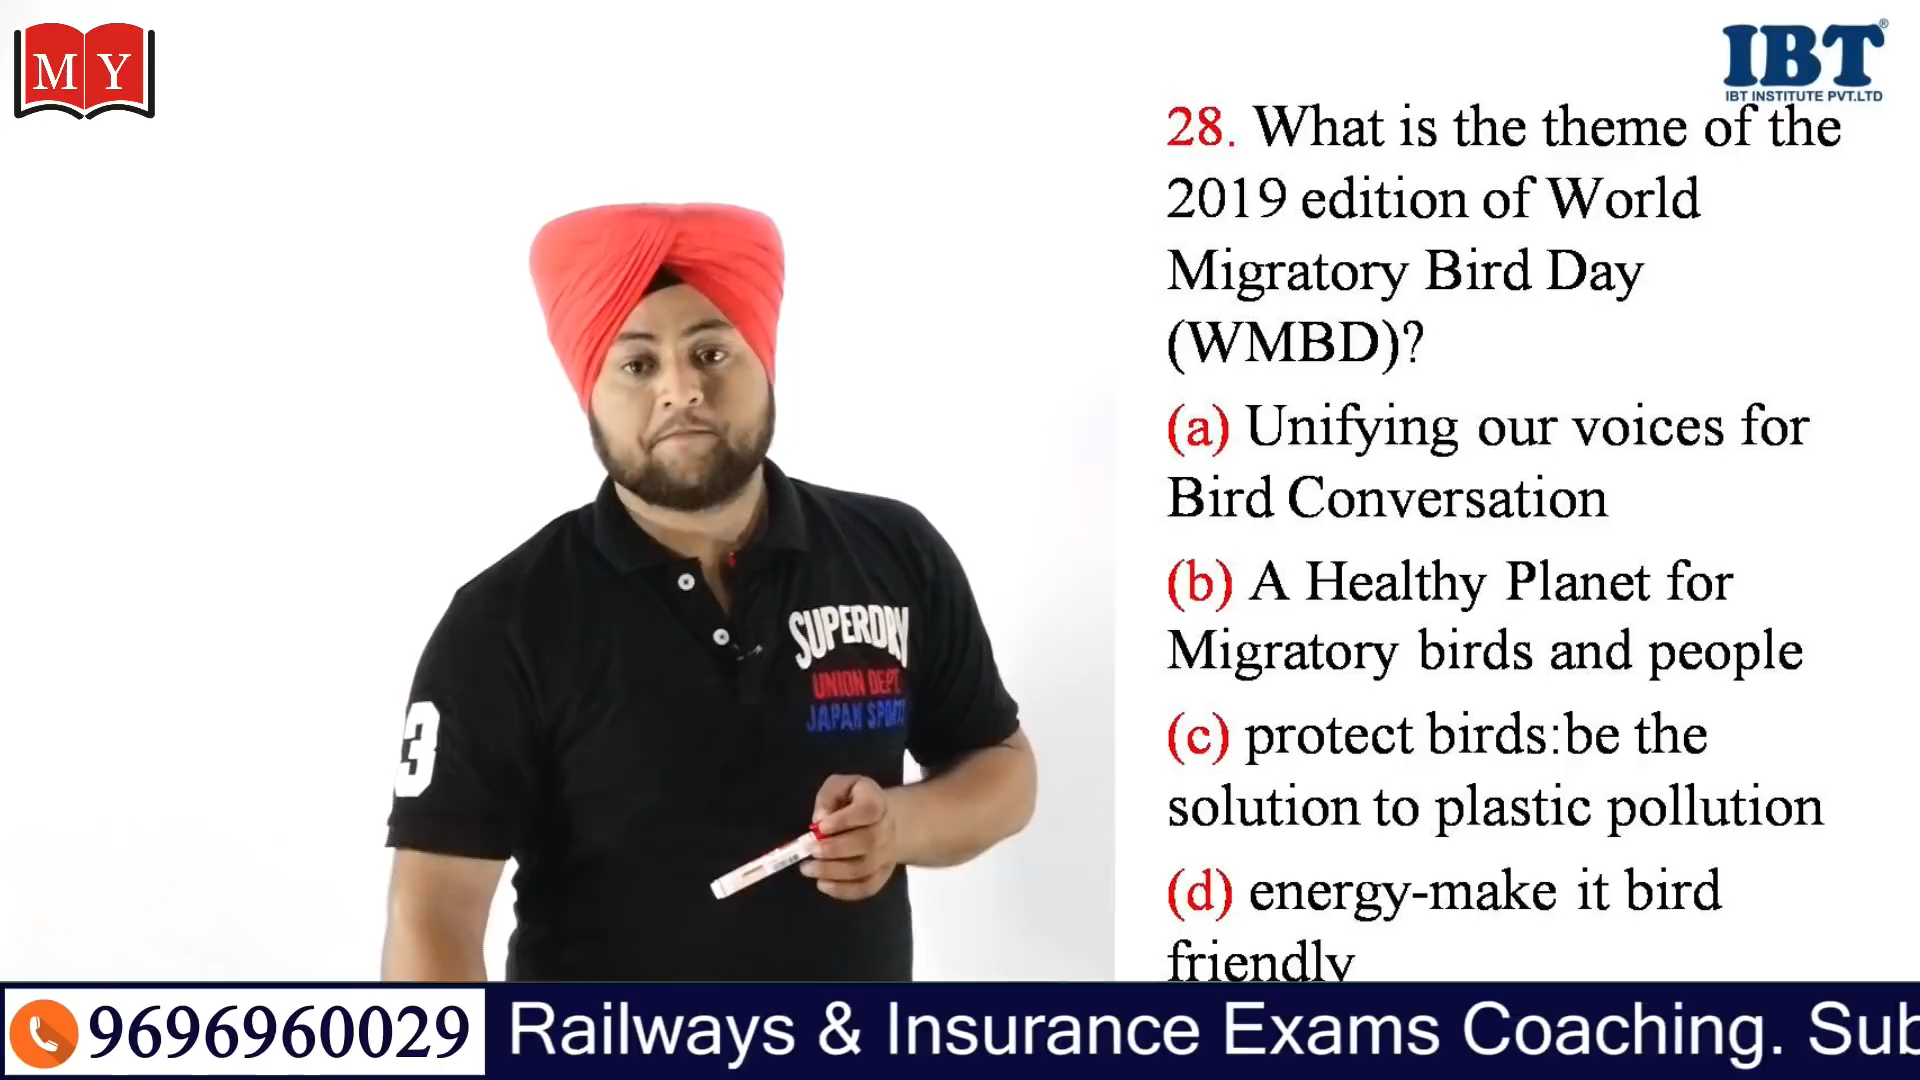 M Y
IBT®
IBT INSTITUTE PVT.LTD
28. What is the theme of the
2019 edition of World
Migratory Bird Day
(WMBD)?
(a) Unifying our voices for
Bird Conversation
(b) A Healthy Planet for
Migratory birds and people
(c) protect birds:be the
solution to plastic pollution
(d) energy-make it bird
friendly
SUPERDRY
UNION DEPT
JAPAN SPORTS
3
9696960029
Railways & Insurance Exams Coaching. Sub